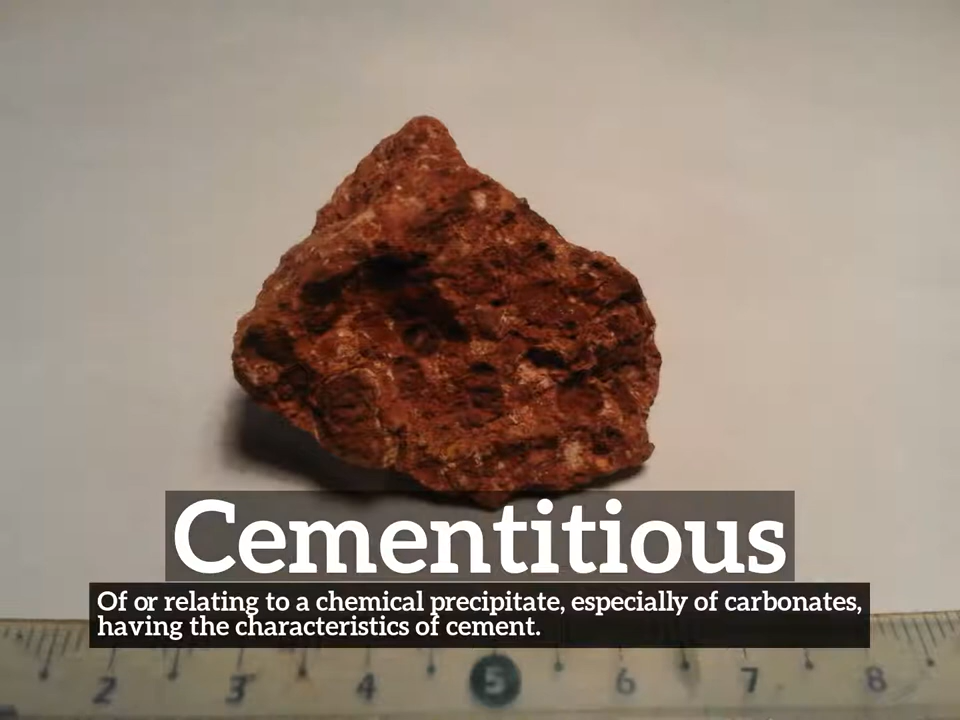 Cementitious
Of or relating to a chemical precipitate, especially of carbonates,
having the characteristics of cement.
2 3 4 5 6 7 8